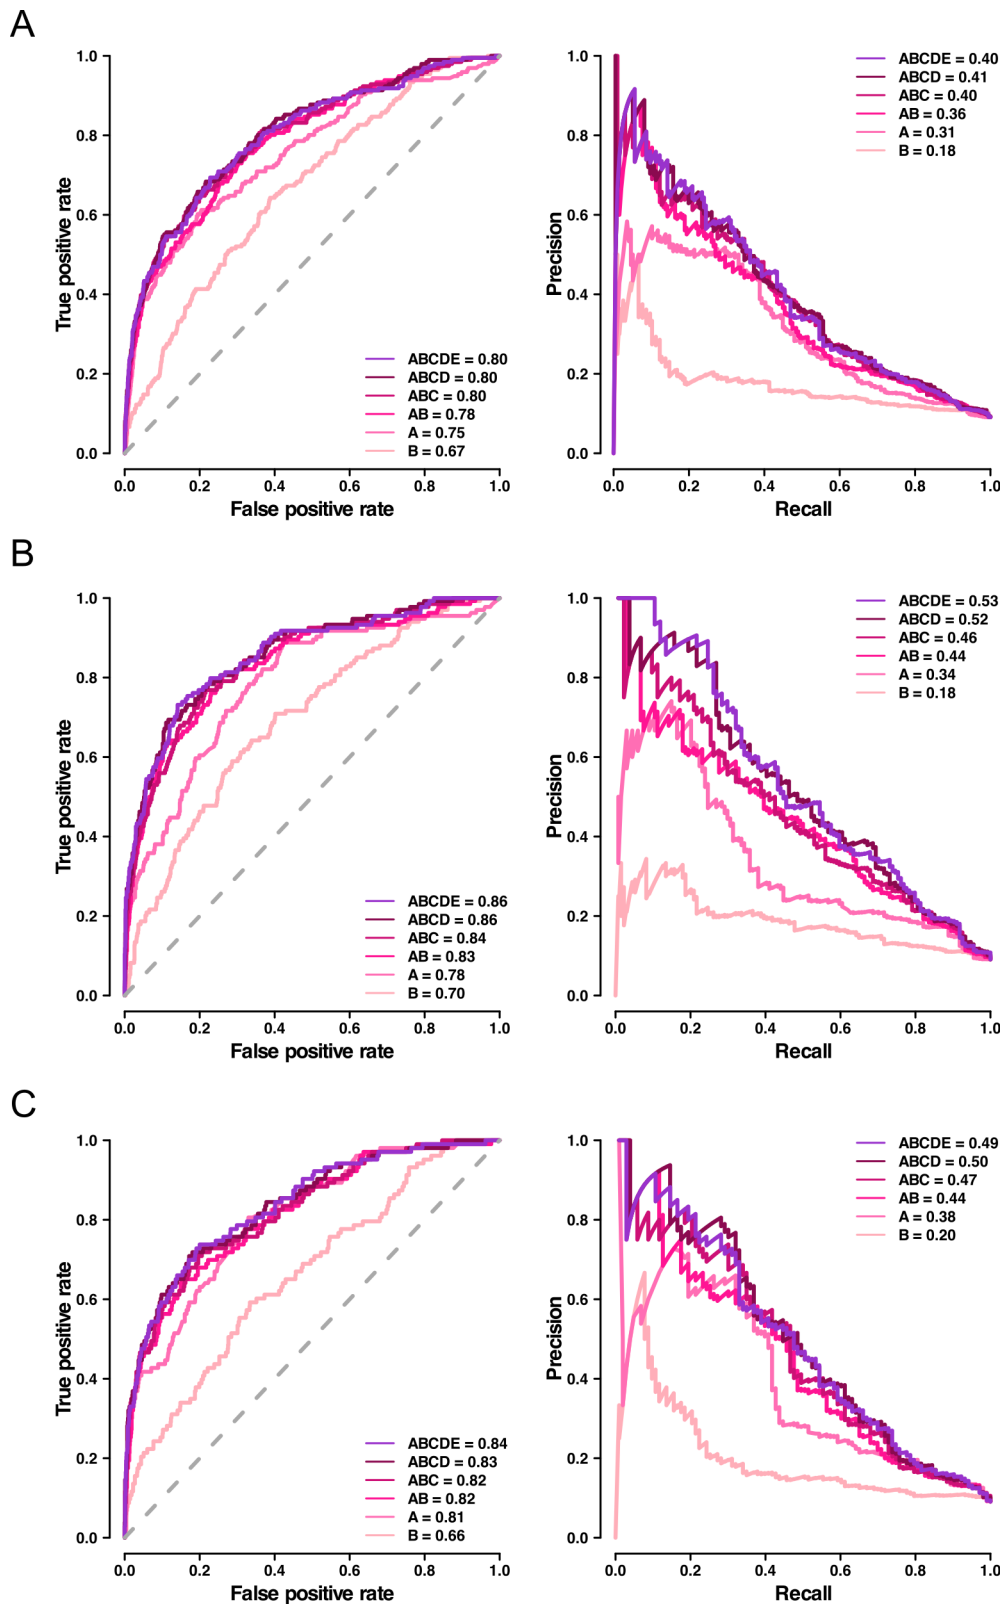 A
1.0
0.8
0.6
0.4
0.2
0.0
True positive rate
0.0 0.2 0.4 0.6 0.8 1.0
False positive rate
ABCDE = 0.80
ABCD = 0.80
ABC = 0.80
AB = 0.78
A = 0.75
B = 0.67
1.0
0.8
0.6
0.4
0.2
0.0
Precision
0.0 0.2 0.4 0.6 0.8 1.0
Recall
ABCDE = 0.40
ABCD = 0.41
ABC = 0.40
AB = 0.36
A = 0.31
B = 0.18
B
1.0
0.8
0.6
0.4
0.2
0.0
True positive rate
0.0 0.2 0.4 0.6 0.8 1.0
False positive rate
ABCDE = 0.86
ABCD = 0.86
ABC = 0.84
AB = 0.83
A = 0.78
B = 0.70
1.0
0.8
0.6
0.4
0.2
0.0
Precision
0.0 0.2 0.4 0.6 0.8 1.0
Recall
ABCDE = 0.53
ABCD = 0.52
ABC = 0.46
AB = 0.44
A = 0.34
B = 0.18
C
1.0
0.8
0.6
0.4
0.2
0.0
True positive rate
0.0 0.2 0.4 0.6 0.8 1.0
False positive rate
ABCDE = 0.84
ABCD = 0.83
ABC = 0.82
AB = 0.82
A = 0.81
B = 0.66
1.0
0.8
0.6
0.4
0.2
0.0
Precision
0.0 0.2 0.4 0.6 0.8 1.0
Recall
ABCDE = 0.49
ABCD = 0.50
ABC = 0.47
AB = 0.44
A = 0.38
B = 0.20